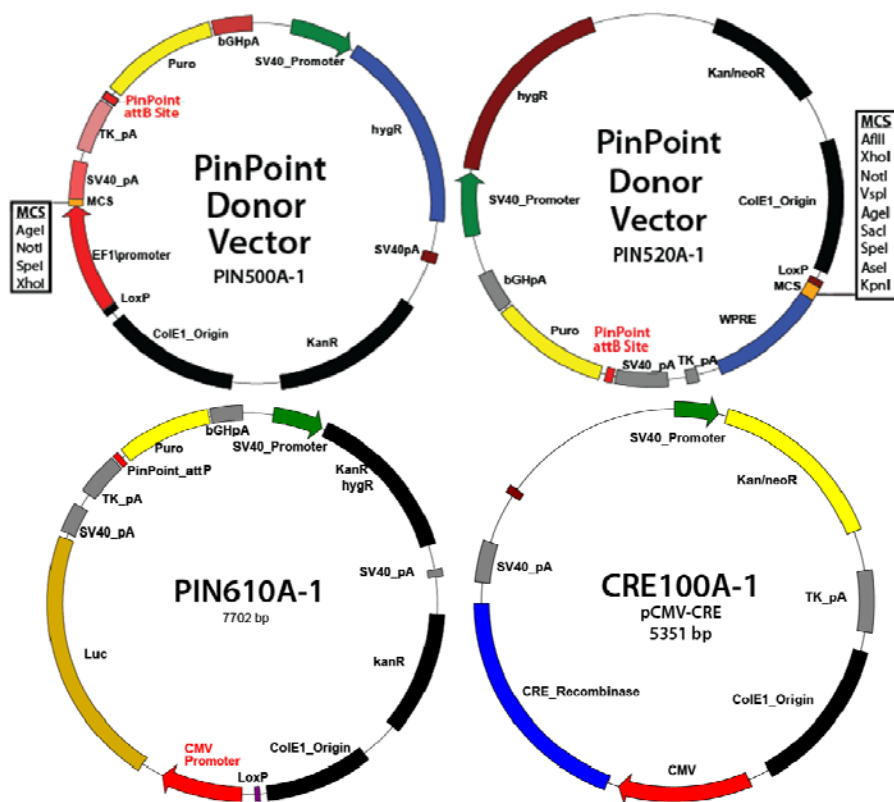 bGHpA
Puro
SV40_Promoter
PinPoint
attB Site
hygR
TK_pA
SV40_pA
MCS
PinPoint
Donor
Vector
PIN500A-1
MCS
AgeI
NotI
SpeI
XhoI
EF1\promoter
LoxP
SV40pA
ColE1_Origin
KanR
Kan/neoR
hygR
PinPoint
Donor
Vector
PIN520A-1
SV40_Promoter
ColE1_Origin
MCS
AflII
XhoI
NotI
VspI
AgeI
SacI
SpeI
AseI
KpnI
LoxP
MCS
bGHpA
WPRE
Puro
PinPoint
attB Site
SV40_pA
TK_pA
bGHpA
Puro
SV40_Promoter
PinPoint_attP
KanR
hygR
TK_pA
SV40_pA
PIN610A-1
7702 bp
SV40_pA
Luc
kanR
ColE1_Origin
CMV
Promoter
LoxP
SV40_Promoter
Kan/neoR
SV40_pA
CRE100A-1
pCMV-CRE
5351 bp
TK_pA
CRE_Recombinase
ColE1_Origin
CMV